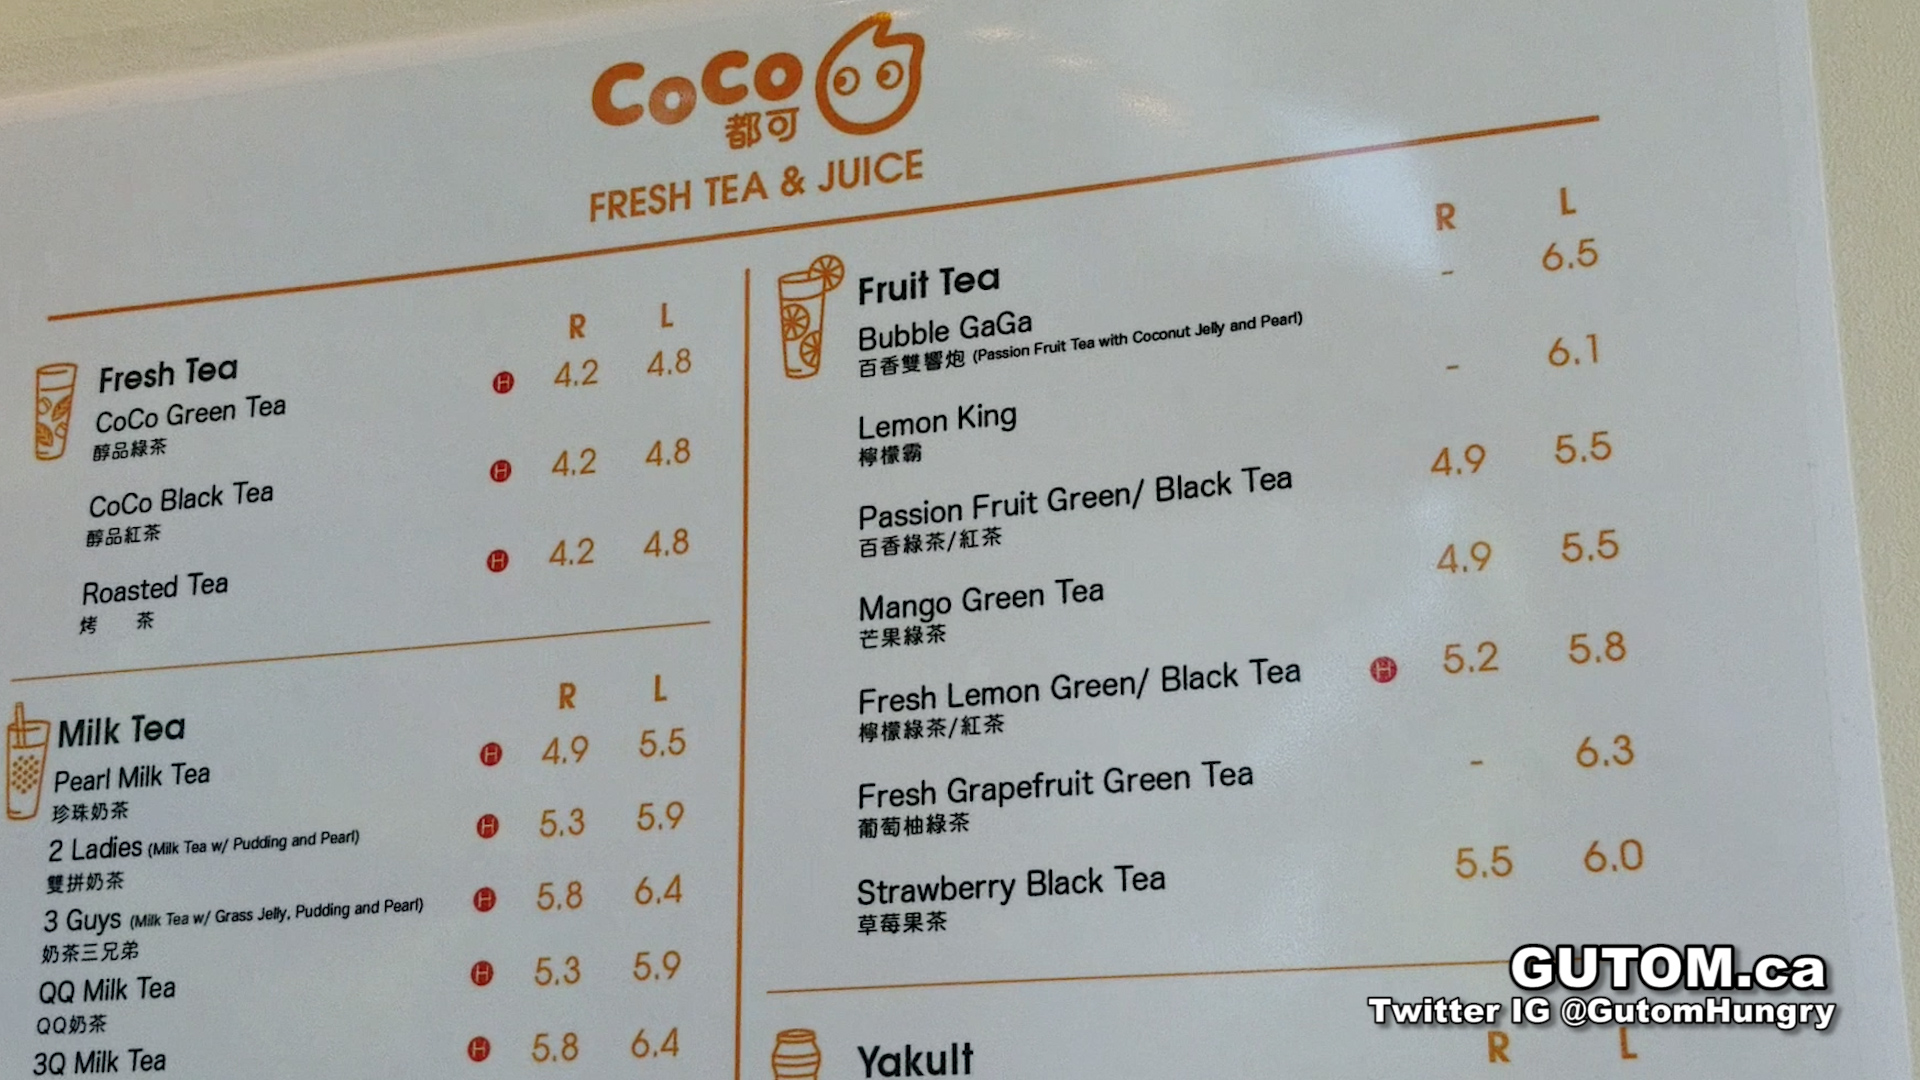 CoCo
都可
FRESH TEA & JUICE
R L
Fresh Tea
CoCo Green Tea H 4.2 4.8
醇品綠茶
CoCo Black Tea H 4.2 4.8
醇品紅茶
Roasted Tea H 4.2 4.8
烤 茶
R L
Milk Tea
Pearl Milk Tea H 4.9 5.5
珍珠奶茶
2 Ladies (Milk Tea w/ Pudding and Pearl) H 5.3 5.9
雙拼奶茶
3 Guys (Milk Tea w/ Grass Jelly, Pudding and Pearl) H 5.8 6.4
奶茶三兄弟
QQ Milk Tea H 5.3 5.9
QQ奶茶
3Q Milk Tea H 5.8 6.4
R L
Fruit Tea
Bubble GaGa - 6.5
百香雙響炮 (Passion Fruit Tea with Coconut Jelly and Pearl)
Lemon King - 6.1
檸檬霸
Passion Fruit Green/ Black Tea 4.9 5.5
百香綠茶/紅茶
Mango Green Tea 4.9 5.5
芒果綠茶
Fresh Lemon Green/ Black Tea H 5.2 5.8
檸檬綠茶/紅茶
Fresh Grapefruit Green Tea - 6.3
葡萄柚綠茶
Strawberry Black Tea 5.5 6.0
草莓果茶
Yakult R L
GUTOM.ca
Twitter IG @GutomHungry